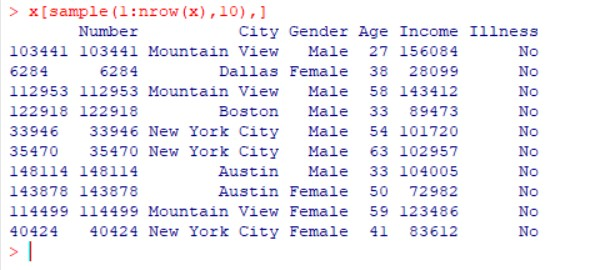 > x[sample(1:nrow(x),10),]
Number City Gender Age Income Illness
103441 103441 Mountain View Male 27 156084 No
6284 6284 Dallas Female 38 28099 No
112953 112953 Mountain View Male 58 143412 No
122918 122918 Boston Male 33 89473 No
33946 33946 New York City Male 54 101720 No
35470 35470 New York City Male 63 102957 No
148114 148114 Austin Male 33 104005 No
143878 143878 Austin Female 50 72982 No
114499 114499 Mountain View Female 59 123486 No
40424 40424 New York City Female 41 83612 No
>